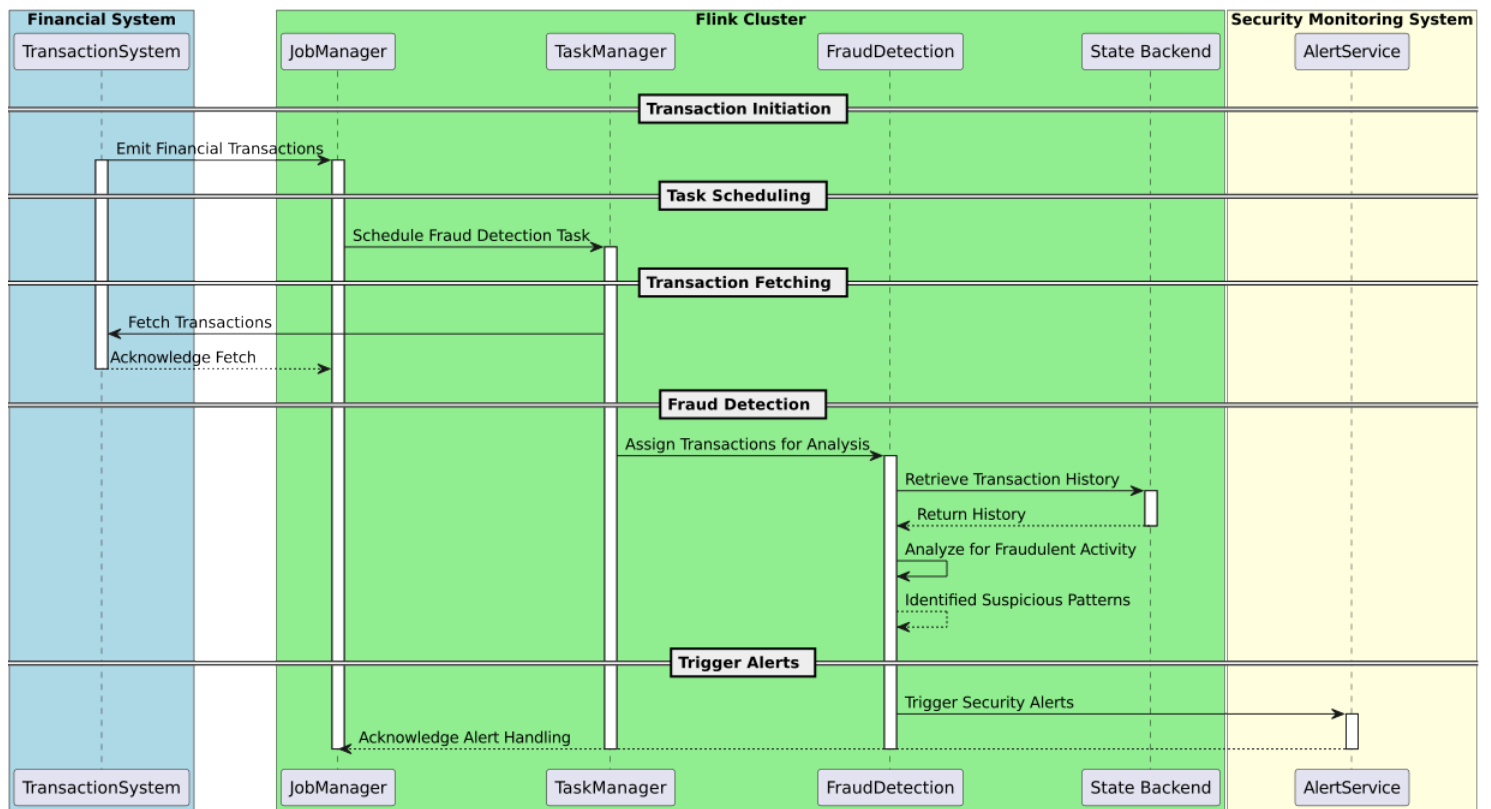 Financial System
Flink Cluster
Security Monitoring System
TransactionSystem
JobManager
TaskManager
FraudDetection
State Backend
AlertService
Transaction Initiation
Emit Financial Transactions
Task Scheduling
Schedule Fraud Detection Task
Transaction Fetching
Fetch Transactions
Acknowledge Fetch
Fraud Detection
Assign Transactions for Analysis
Retrieve Transaction History
Return History
Analyze for Fraudulent Activity
Identified Suspicious Patterns
Trigger Alerts
Trigger Security Alerts
Acknowledge Alert Handling
TransactionSystem
JobManager
TaskManager
FraudDetection
State Backend
AlertService